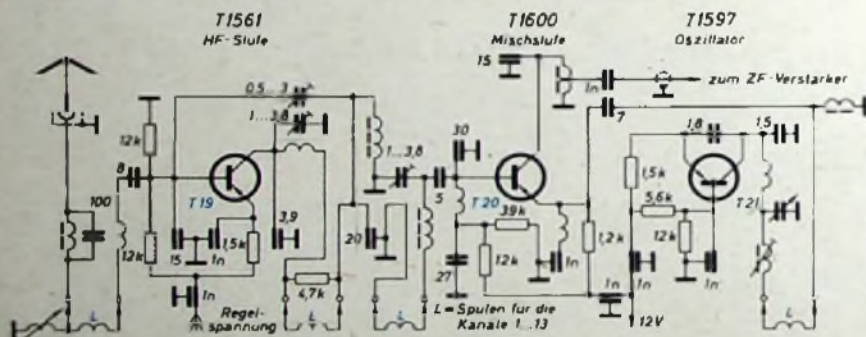 T1561
HF-Stufe
T1600
Mischstufe
T1597
Oszillator
15
1n
zum ZF-Verstärker
0,5...3
1...3,8
7
12k
30
1,8
1,5
1...3,8
8
1,5k
5
T19
T20
5,6k
T21
100
3,9
39k
12k
1,5k
20
1,2k
12k
15
1n
27
12k
1n
1n
1n
1n
4,7k
1n
Regel-
spannung
L = Spulen für die
Kanäle 1...13
12V
L
L
L
L